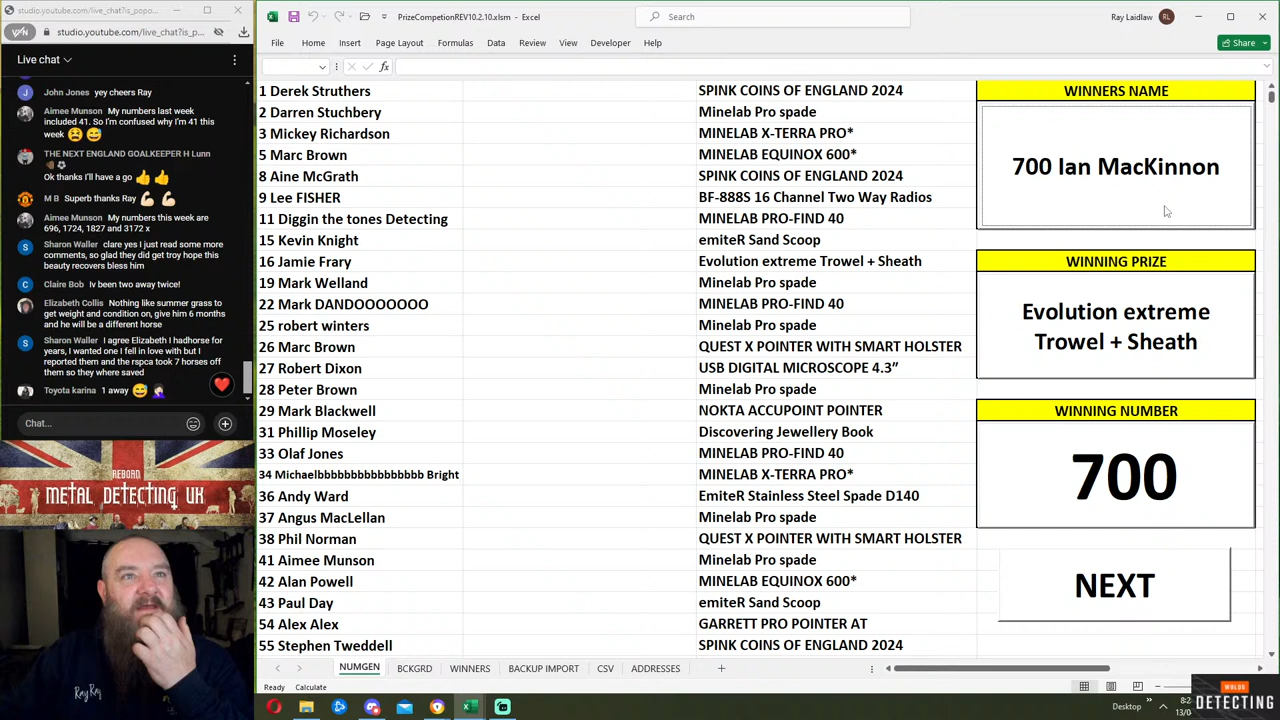 studio.youtube.com/live_chat?is_popo...
studio.youtube.com/live_chat?is_p...
Live chat
John Jones yey cheers Ray
Aimee Munson My numbers last week
included 41. So I'm confused why I'm 41 this
week
THE NEXT ENGLAND GOALKEEPER H Lunn
Ok thanks I'll have a go
M B Superb thanks Ray
Aimee Munson My numbers this week are
696, 1724, 1827 and 3172 x
Sharon Waller clare yes I just read some more
comments, so glad they did get troy hope this
beauty recovers bless him
Claire Bob Iv been two away twice!
Elizabeth Collis Nothing like summer grass to
get weight and condition on, give him 6 months
and he will be a different horse
Sharon Waller I agree Elizabeth I hadhorse for
years, I wanted one I fell in love with but I
reported them and the rspca took 7 horses off
them so they where saved
Toyota karina 1 away
Chat...
REBORN
METAL DETECTING UK
PrizeCompetionREV10.2.10.xlsm - Excel
Search
Ray Laidlaw RL
File Home Insert Page Layout Formulas Data Review View Developer Help
Share
fx
1 Derek Struthers SPINK COINS OF ENGLAND 2024
2 Darren Stuchbery Minelab Pro spade
3 Mickey Richardson MINELAB X-TERRA PRO*
5 Marc Brown MINELAB EQUINOX 600*
8 Aine McGrath SPINK COINS OF ENGLAND 2024
9 Lee FISHER BF-888S 16 Channel Two Way Radios
11 Diggin the tones Detecting MINELAB PRO-FIND 40
15 Kevin Knight emiteR Sand Scoop
16 Jamie Frary Evolution extreme Trowel + Sheath
19 Mark Welland Minelab Pro spade
22 Mark DANDOOOOOOO MINELAB PRO-FIND 40
25 robert winters Minelab Pro spade
26 Marc Brown QUEST X POINTER WITH SMART HOLSTER
27 Robert Dixon USB DIGITAL MICROSCOPE 4.3”
28 Peter Brown Minelab Pro spade
29 Mark Blackwell NOKTA ACCUPOINT POINTER
31 Phillip Moseley Discovering Jewellery Book
33 Olaf Jones MINELAB PRO-FIND 40
34 Michaelbbbbbbbbbbbbbbbb Bright MINELAB X-TERRA PRO*
36 Andy Ward EmiteR Stainless Steel Spade D140
37 Angus MacLellan Minelab Pro spade
38 Phil Norman QUEST X POINTER WITH SMART HOLSTER
41 Aimee Munson Minelab Pro spade
42 Alan Powell MINELAB EQUINOX 600*
43 Paul Day emiteR Sand Scoop
54 Alex Alex GARRETT PRO POINTER AT
55 Stephen Tweddell SPINK COINS OF ENGLAND 2024
WINNERS NAME
700 Ian MacKinnon
WINNING PRIZE
Evolution extreme
Trowel + Sheath
WINNING NUMBER
700
NEXT
NUMGEN BCKGRD WINNERS BACKUP IMPORT CSV ADDRESSES
Ready Calculate
Desktop
DETECTING